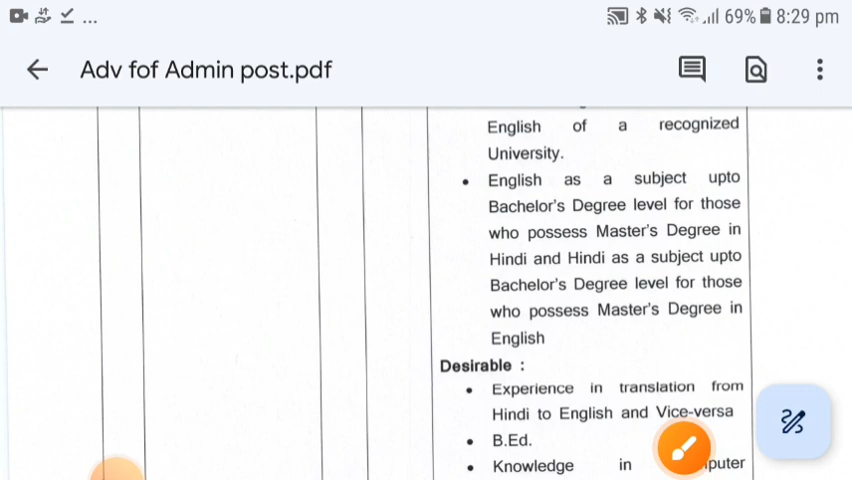 ... 69% 8:29 pm
Adv fof Admin post.pdf
English of a recognized
University.
• English as a subject upto
Bachelor's Degree level for those
who possess Master's Degree in
Hindi and Hindi as a subject upto
Bachelor's Degree level for those
who possess Master's Degree in
English
Desirable :
• Experience in translation from
Hindi to English and Vice-versa
• B.Ed.
• Knowledge in